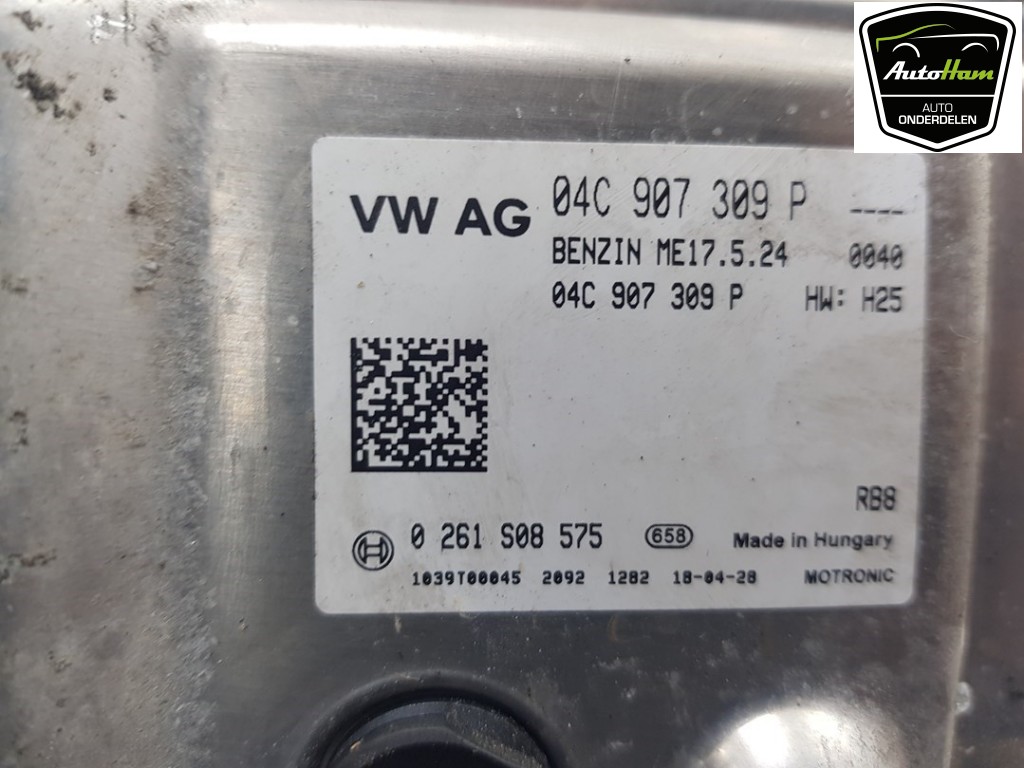 AutoHam
AUTO
ONDERDELEN
VW AG
04C 907 309 P ----
BENZIN ME17.5.24 0040
04C 907 309 P HW: H25
RB8
0 261 S08 575 658 Made in Hungary
1039T00045 2092 1282 18-04-28 MOTRONIC